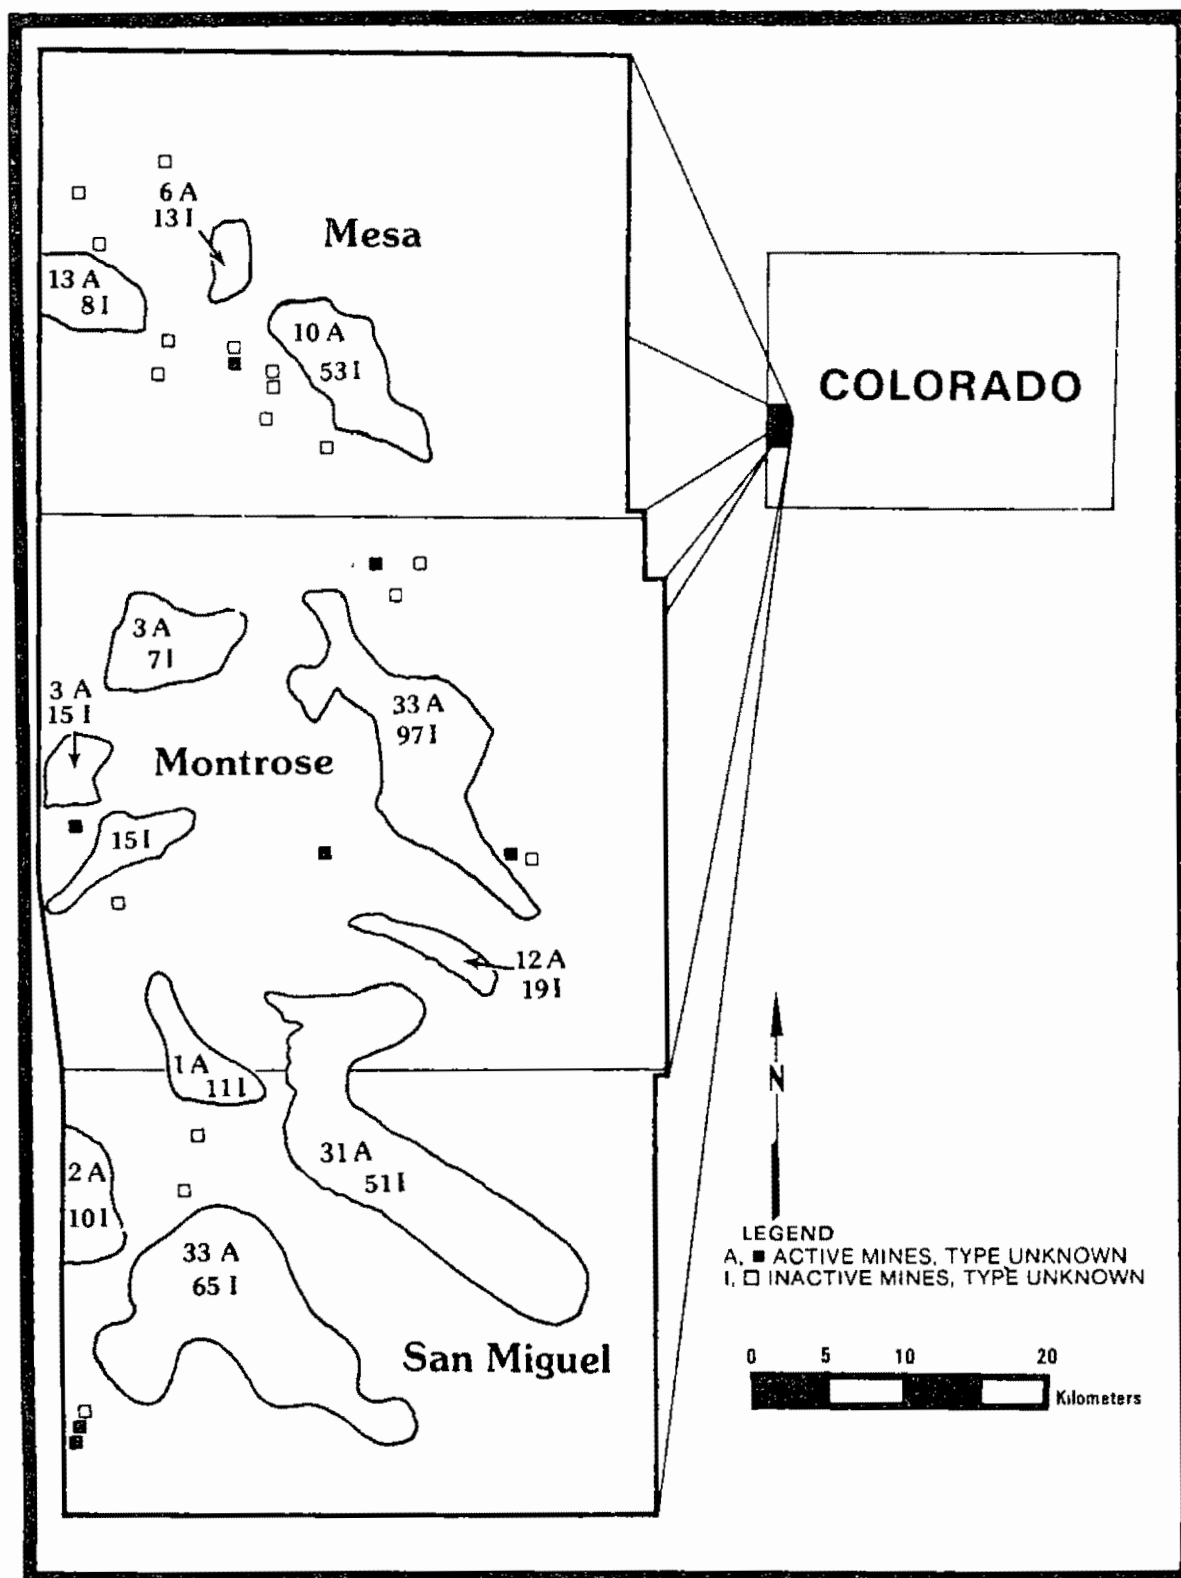 6 A
13 I
Mesa
13 A
8 I
10 A
53 I
COLORADO
3 A
7 I
3 A
15 I
33 A
97 I
Montrose
15 I
12 A
19 I
1 A
11 I
N
31 A
51 I
2 A
10 I
33 A
65 I
San Miguel
LEGEND
A, ■ ACTIVE MINES, TYPE UNKNOWN
I, □ INACTIVE MINES, TYPE UNKNOWN
0 5 10 20
Kilometers